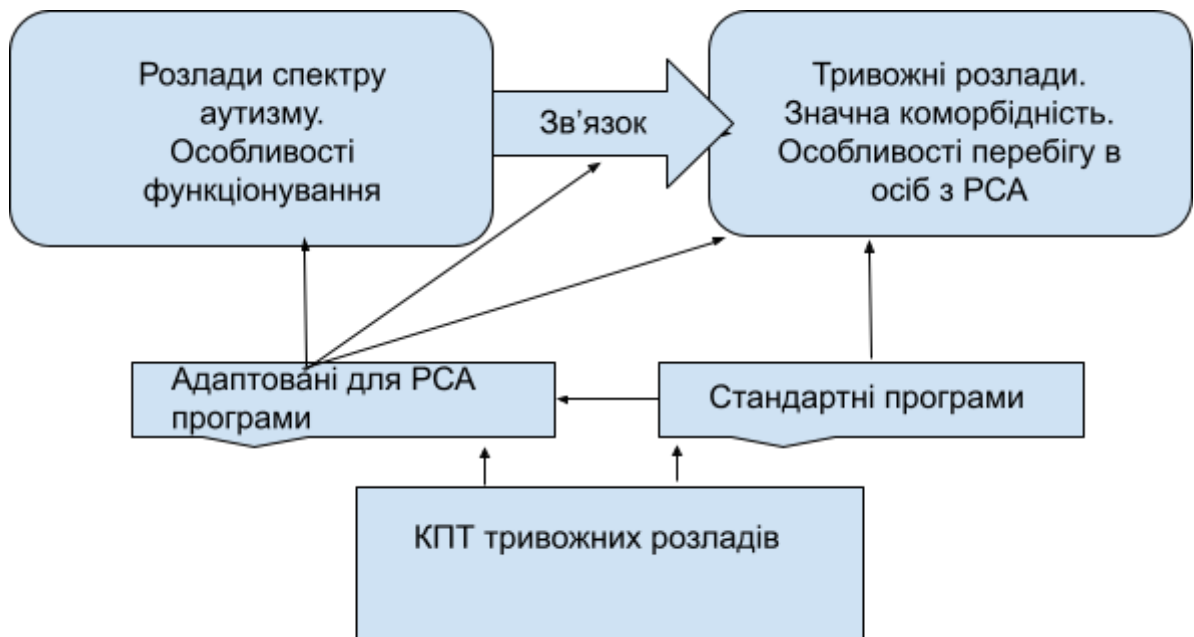 Розлади спектру
аутизму.
Особливості
функціонування
Зв’язок
Тривожні розлади.
Значна коморбідність.
Особливості перебігу в
осіб з РСА
Адаптовані для РСА
програми
Стандартні програми
КПТ тривожних розладів